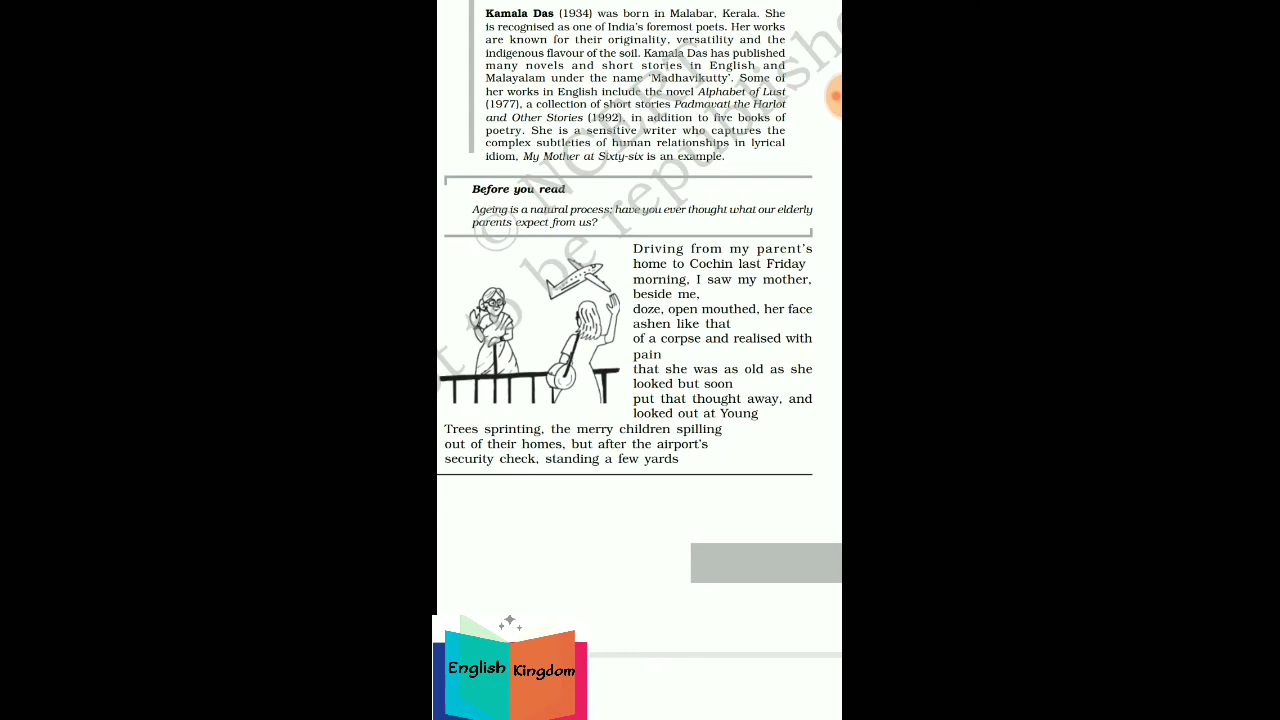 Kamala Das (1934) was born in Malabar, Kerala. She
is recognised as one of India's foremost poets. Her works
are known for their originality, versatility and the
indigenous flavour of the soil. Kamala Das has published
many novels and short stories in English and
Malayalam under the name 'Madhavikutty'. Some of
her works in English include the novel Alphabet of Lust
(1977), a collection of short stories Padmavati the Harlot
and Other Stories (1992), in addition to five books of
poetry. She is a sensitive writer who captures the
complex subtleties of human relationships in lyrical
idiom, My Mother at Sixty-six is an example.
Before you read
Ageing is a natural process; have you ever thought what our elderly
parents expect from us?
Driving from my parent's
home to Cochin last Friday
morning, I saw my mother,
beside me,
doze, open mouthed, her face
ashen like that
of a corpse and realised with
pain
that she was as old as she
looked but soon
put that thought away, and
looked out at Young
Trees sprinting, the merry children spilling
out of their homes, but after the airport's
security check, standing a few yards
© NCERT
to be republishe
English Kingdom